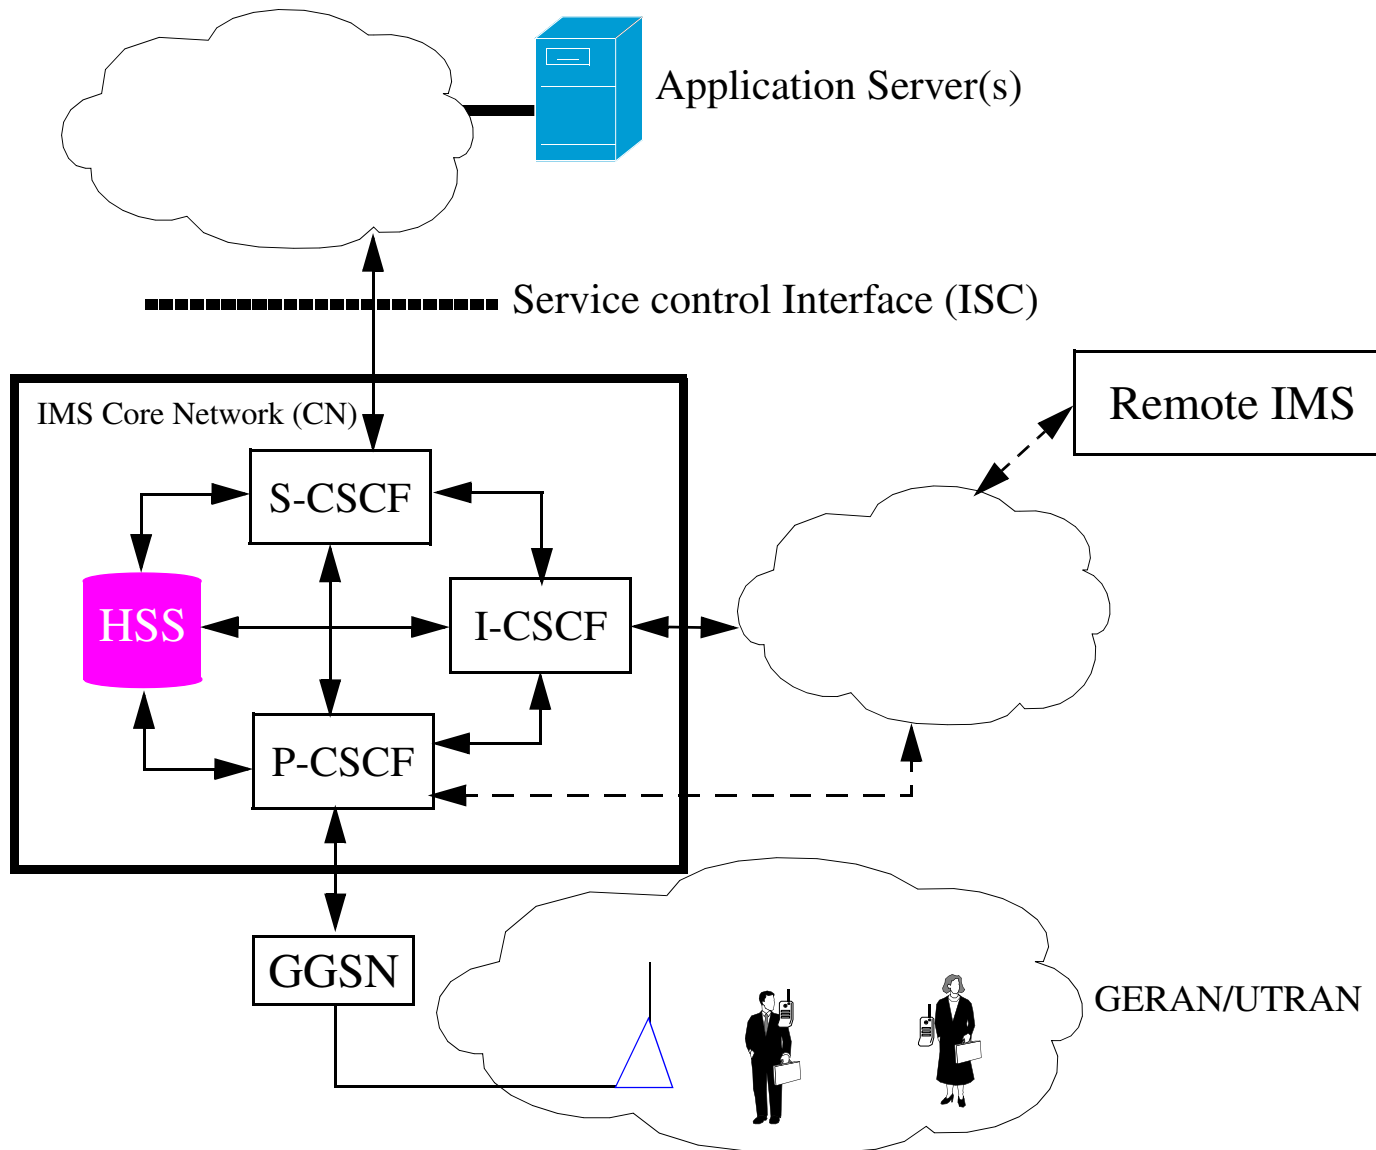 Application Server(s)
Service control Interface (ISC)
Remote IMS
IMS Core Network (CN)
S-CSCF
HSS
I-CSCF
P-CSCF
GGSN
GERAN/UTRAN